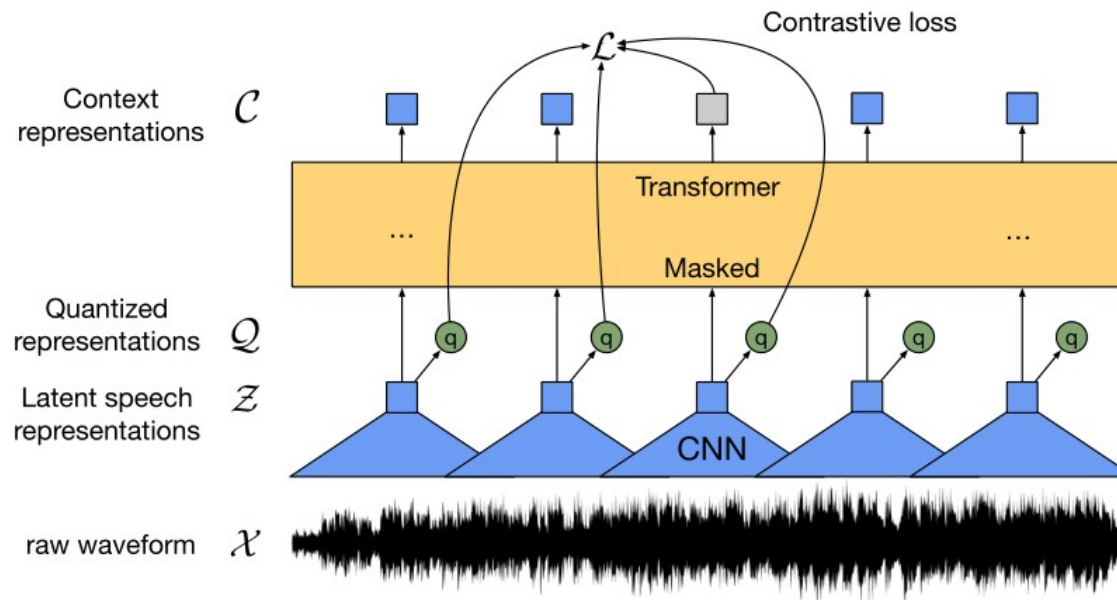 Contrastive loss
ℒ
Context
representations 𝒞
Transformer
... ...
Masked
Quantized
representations 𝒬
q q q q q
Latent speech
representations 𝒵
CNN
raw waveform 𝒳